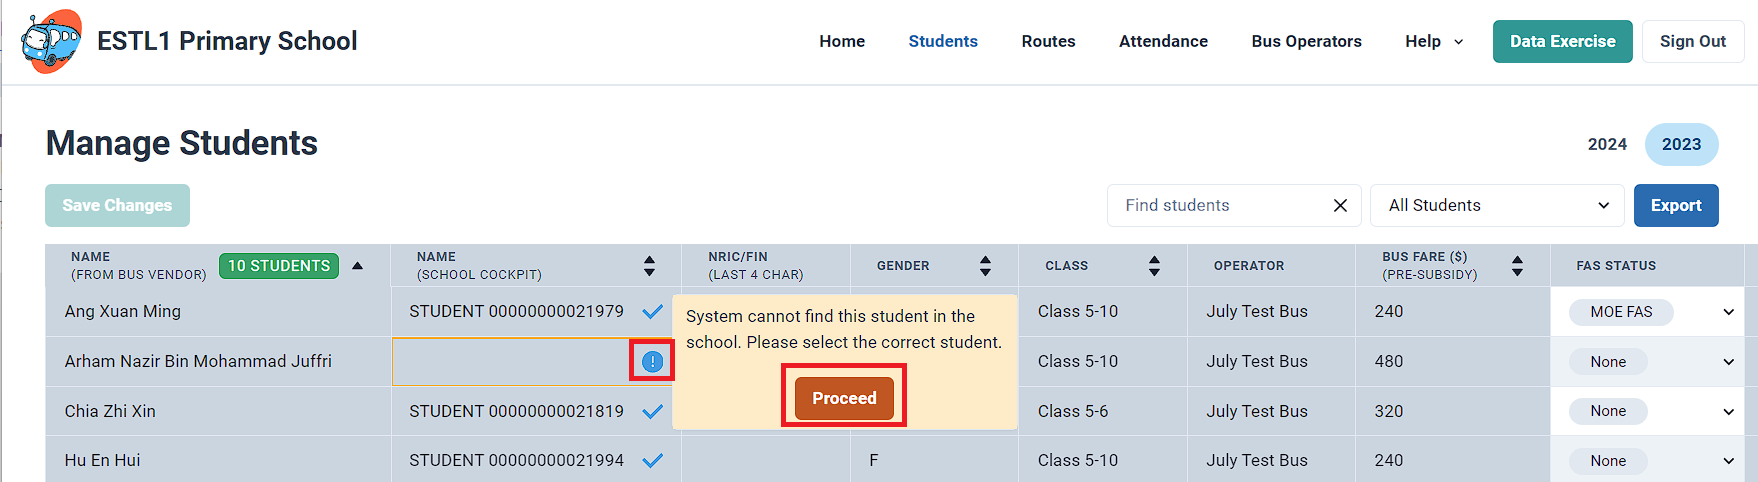 ESTL1 Primary School
Home Students Routes Attendance Bus Operators Help Data Exercise Sign Out
Manage Students
2024 2023
Save Changes
Find students All Students Export
NAME (FROM BUS VENDOR) 10 STUDENTS NAME (SCHOOL COCKPIT) NRIC/FIN (LAST 4 CHAR) GENDER CLASS OPERATOR BUS FARE ($) (PRE-SUBSIDY) FAS STATUS
Ang Xuan Ming STUDENT 00000000021979 Class 5-10 July Test Bus 240 MOE FAS
System cannot find this student in the
school. Please select the correct student.
Proceed
Arham Nazir Bin Mohammad Juffri Class 5-10 July Test Bus 480 None
Chia Zhi Xin STUDENT 00000000021819 Class 5-6 July Test Bus 320 None
Hu En Hui STUDENT 00000000021994 F Class 5-10 July Test Bus 240 None